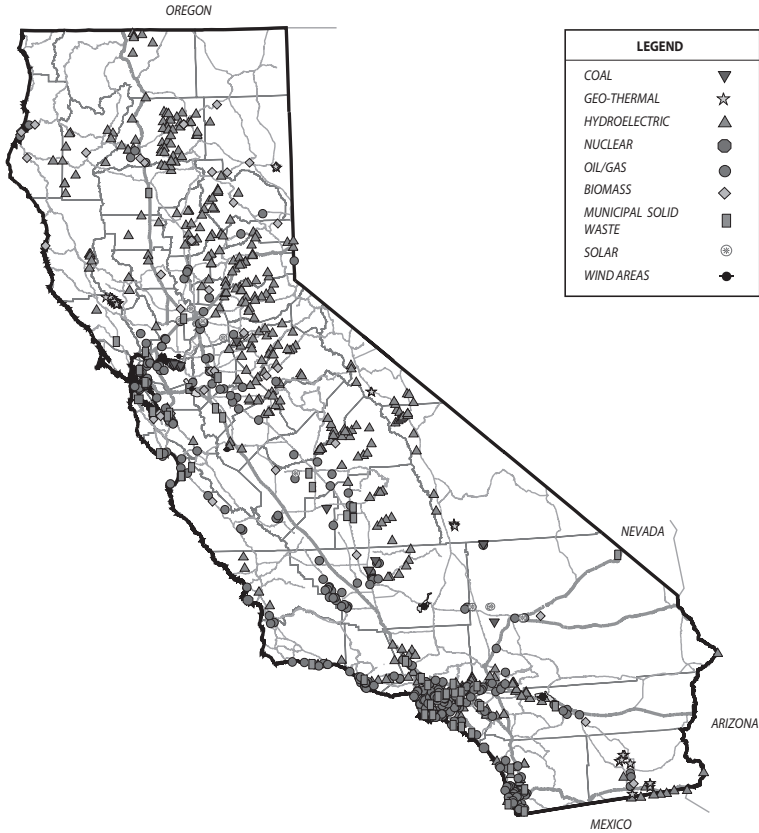 OREGON
LEGEND
COAL
GEO-THERMAL
HYDROELECTRIC
NUCLEAR
OIL/GAS
BIOMASS
MUNICIPAL SOLID
WASTE
SOLAR
WIND AREAS
NEVADA
ARIZONA
MEXICO